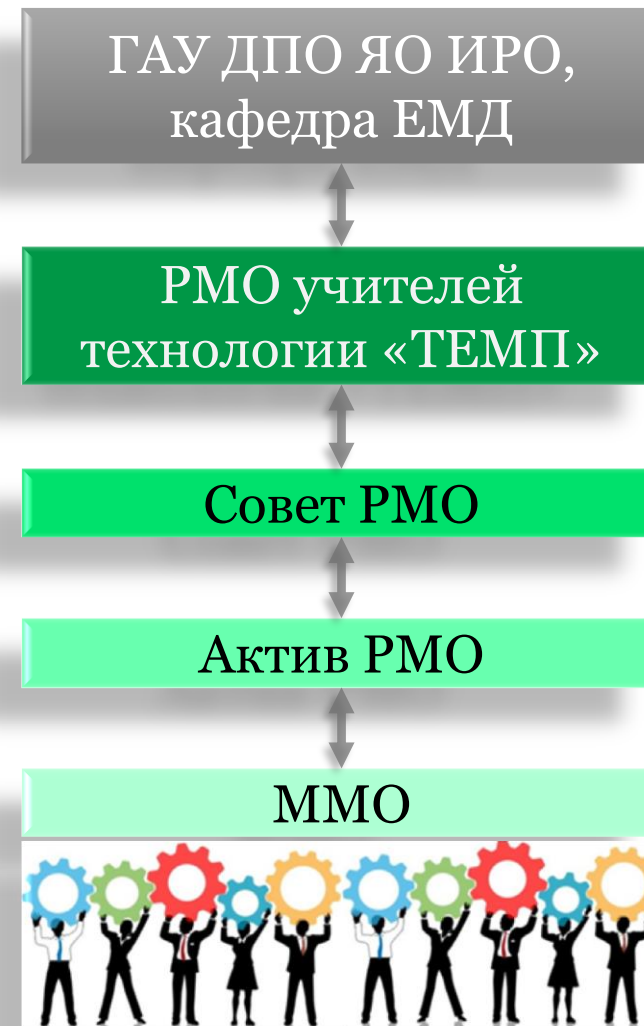 ГАУ ДПО ЯО ИРО,
кафедра ЕМД
РМО учителей
технологии «ТЕМП»
Совет РМО
Актив РМО
ММО